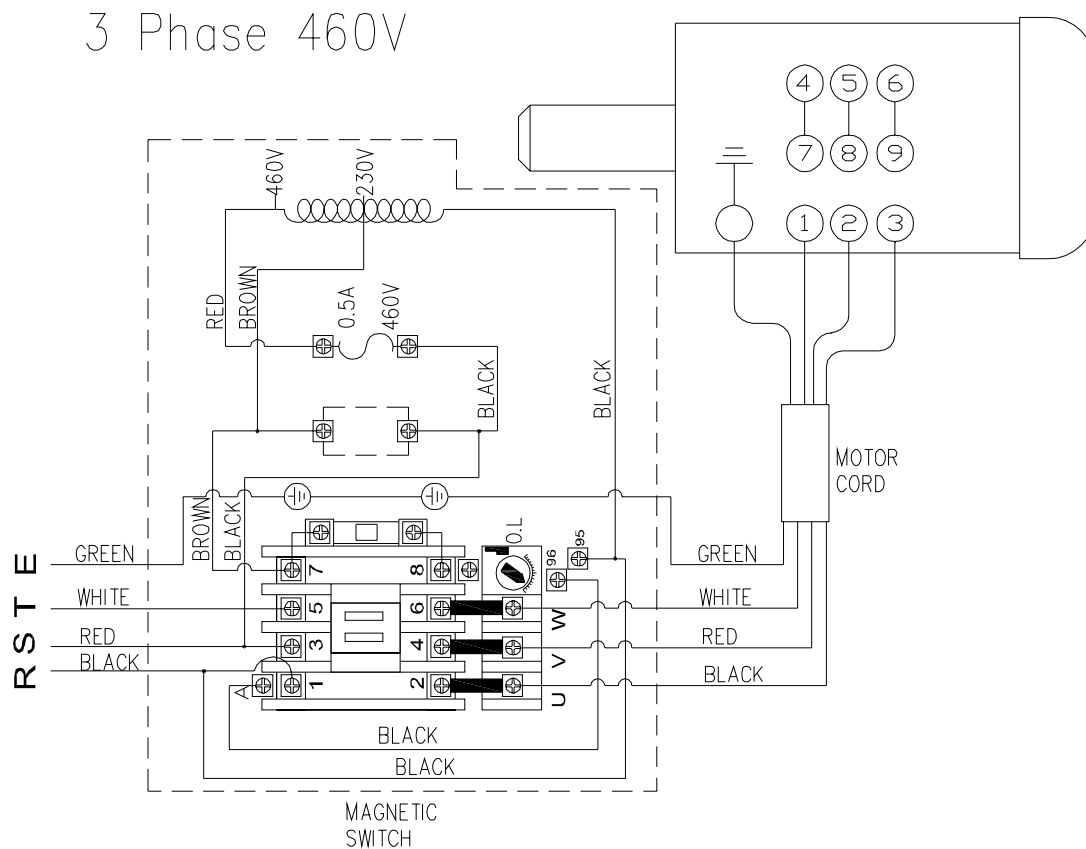 3 Phase 460V
4 5 6
7 8 9
1 2 3
460V
230V
RED
BROWN
0.5A
460V
BLACK
BLACK
MOTOR
CORD
BROWN
BLACK
O.L
96
95
E
GREEN
GREEN
T
WHITE
WHITE
S
RED
RED
R
BLACK
BLACK
7 8
5 6
3 4
A 1 2
W
V
U
BLACK
BLACK
MAGNETIC
SWITCH